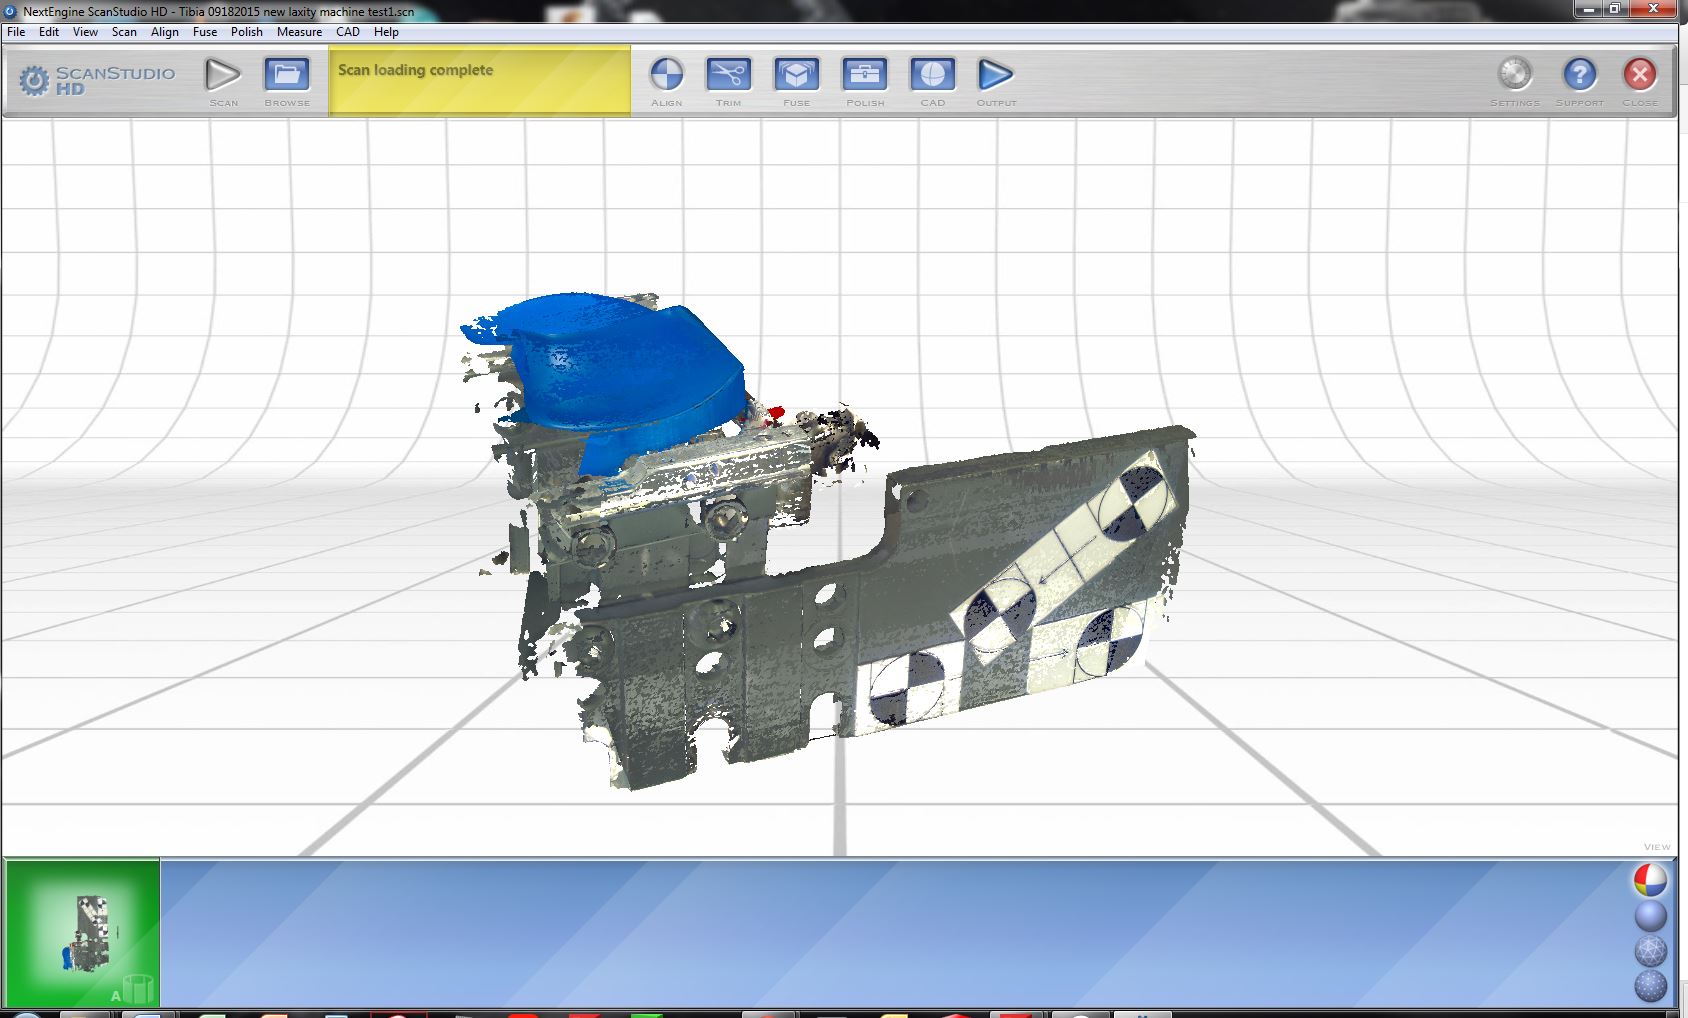 NextEngine ScanStudio HD - Tibia 09182015 new laxity machine test1.scn
File Edit View Scan Align Fuse Polish Measure CAD Help
SCANSTUDIO
HD
Scan loading complete
SCAN BROWSE ALIGN TRIM FUSE POLISH CAD OUTPUT SETTINGS SUPPORT CLOSE
VIEW
A